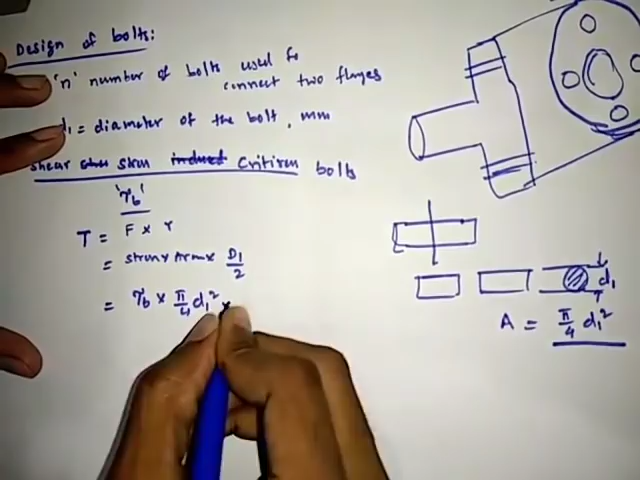 Design of bolts:
'n' number of bolts used to
connect two flanges
d1 = diameter of the bolt, mm
shear stress criterion bolts
'τb'
T = F × r
= stress × Area × D1/2
= τb × π/4 d1² ×
d1
A = π/4 d1²